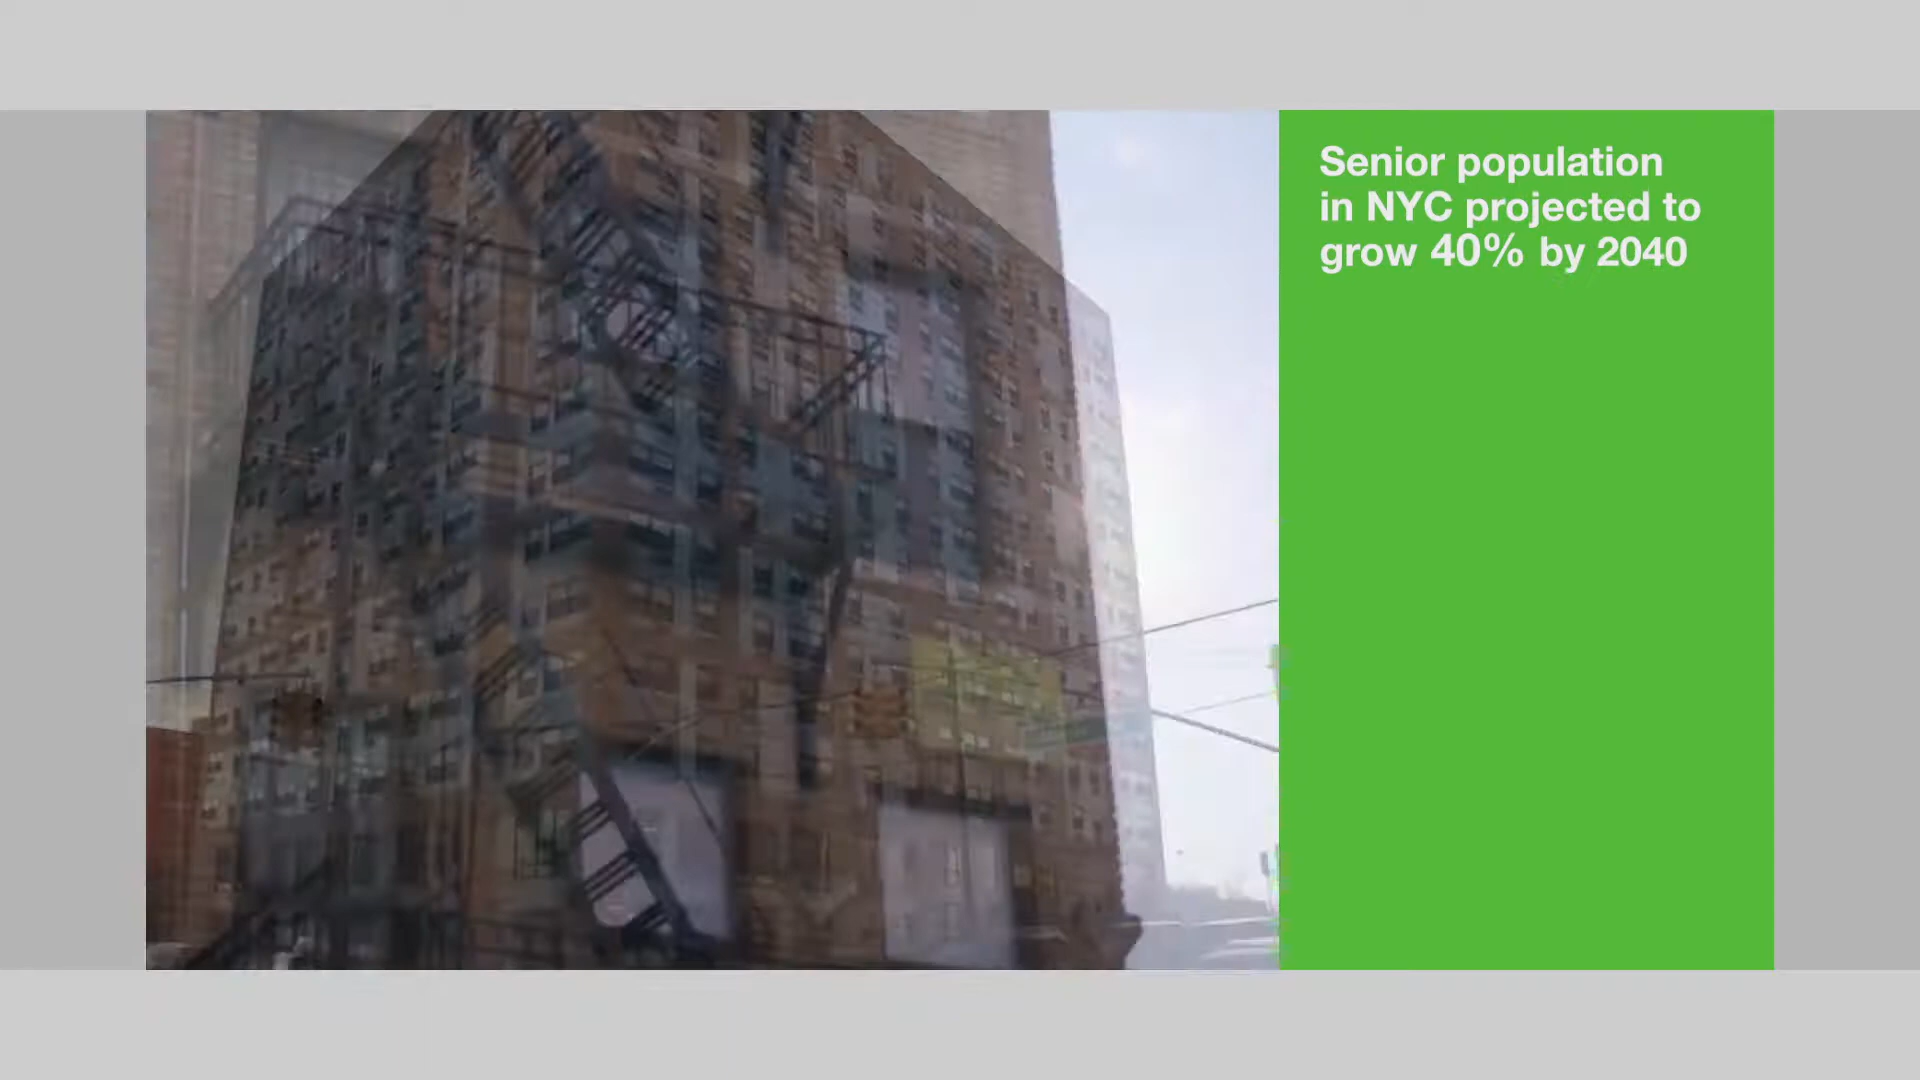 Senior population
in NYC projected to
grow 40% by 2040